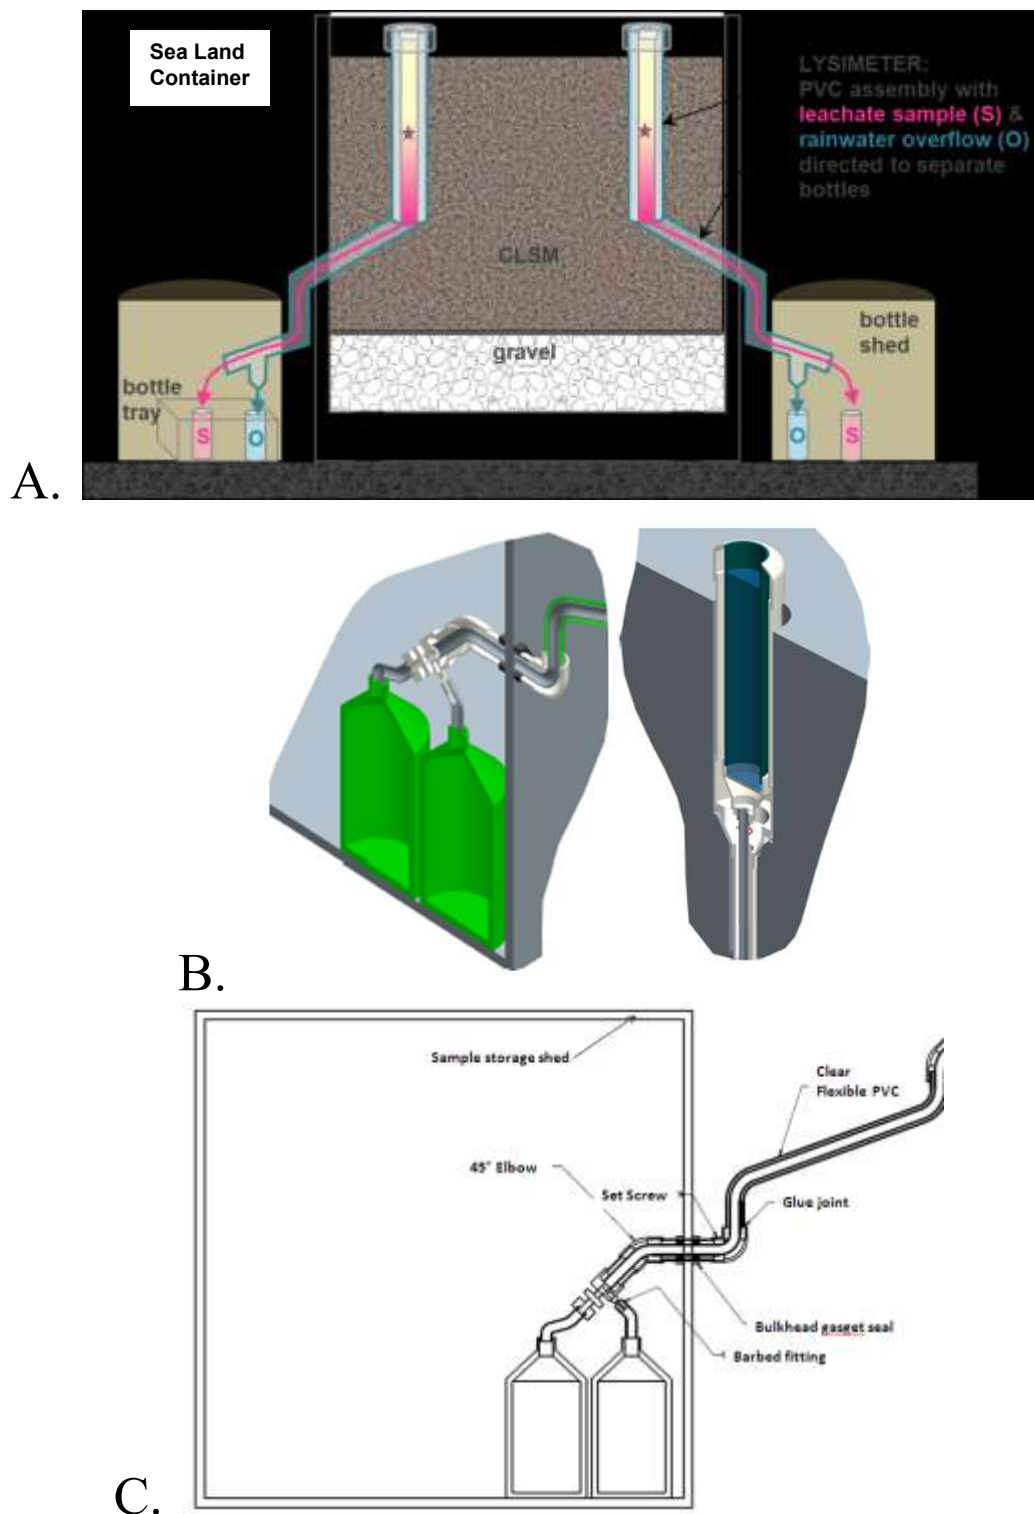 Sea Land
Container
LYSIMETER:
PVC assembly with
leachate sample (S) &
rainwater overflow (O)
directed to separate
bottles
CLSM
bottle
shed
gravel
bottle
tray
S
O
O
S
A.
B.
Sample storage shed
Clear
Flexible PVC
45° Elbow
Set Screw
Glue joint
Bulkhead gasget seal
Barbed fitting
C.